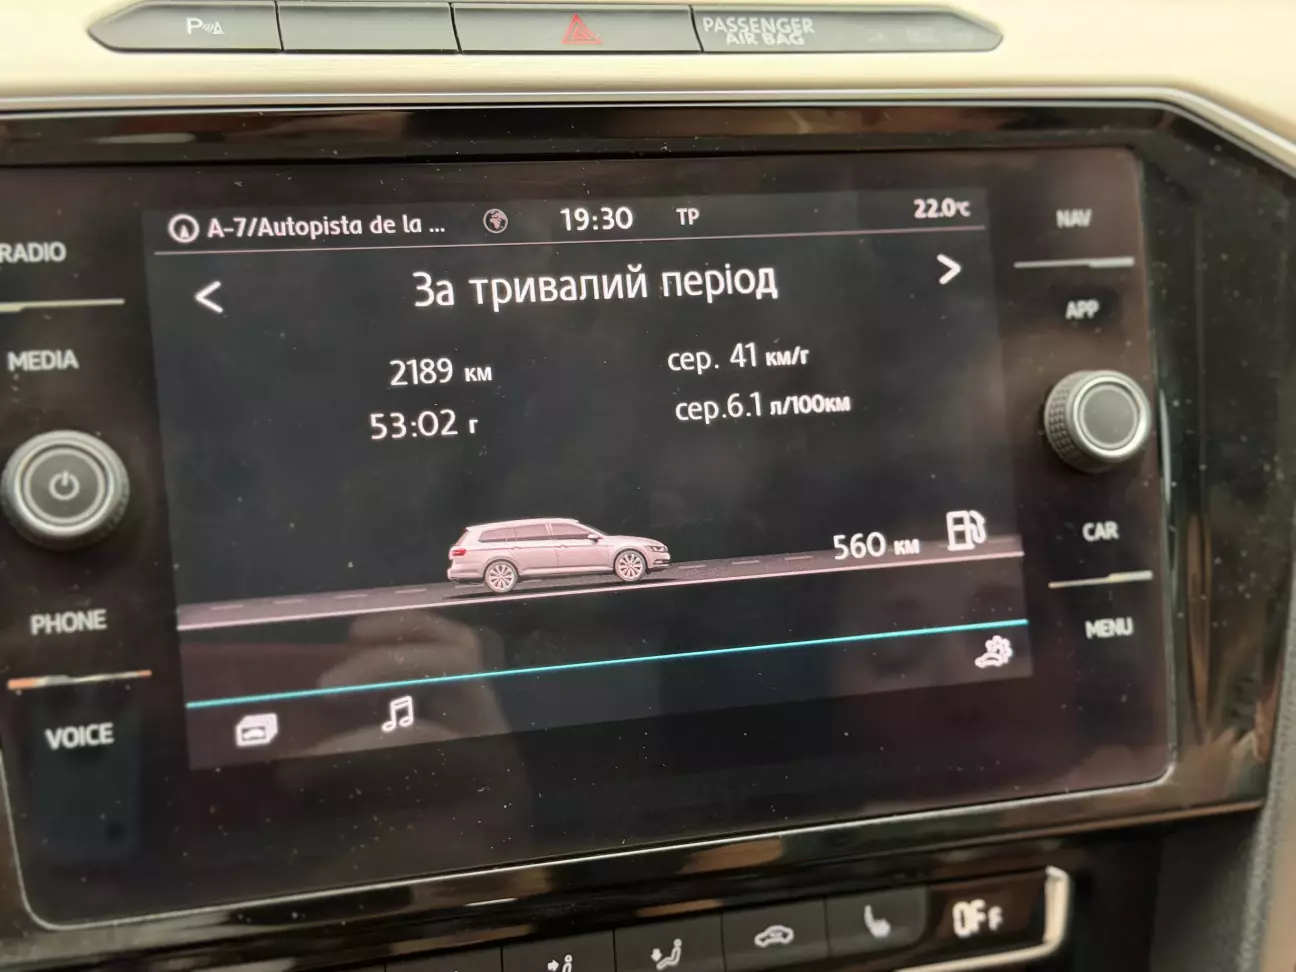 P
PASSENGER
AIR BAG
RADIO
MEDIA
PHONE
VOICE
A-7/Autopista de la ...
19:30
TP
22.0°C
< За тривалий період >
2189 км
сер. 41 км/г
53:02 г
сер.6.1 л/100км
560 км
NAV
APP
CAR
MENU
OFF